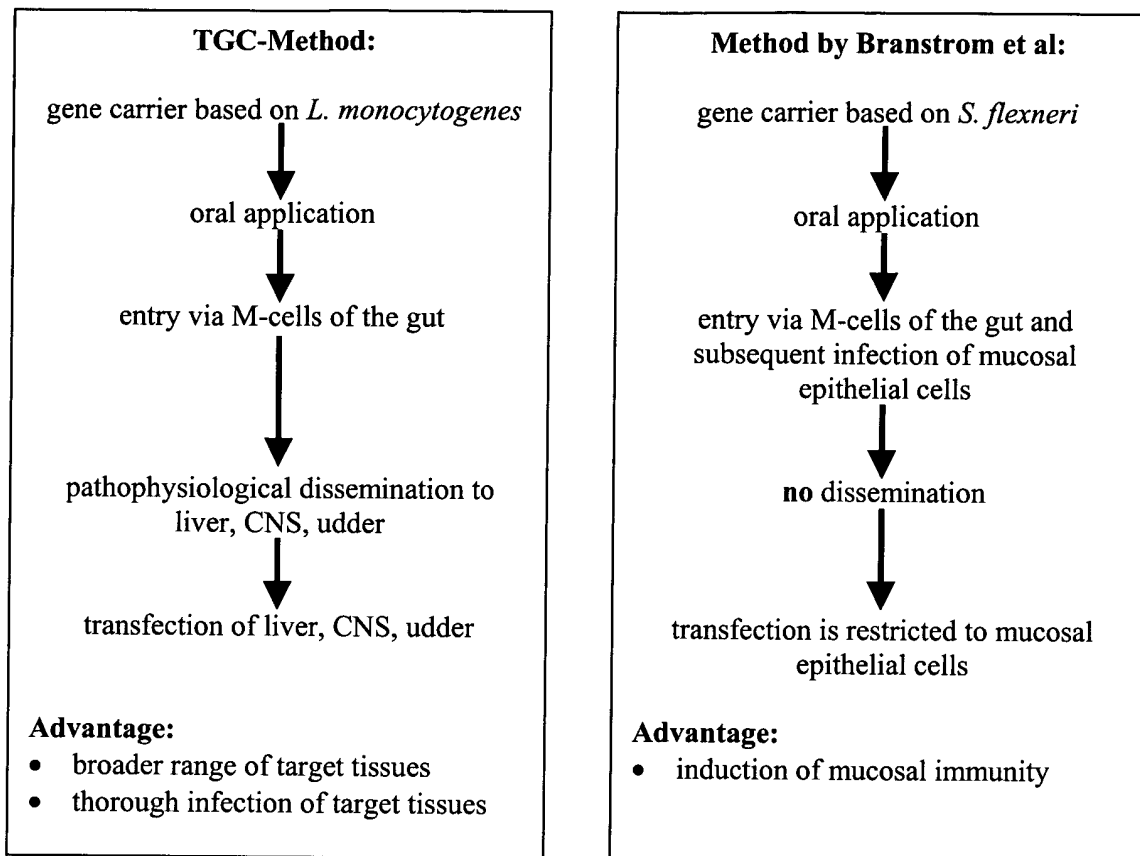 TGC-Method:
gene carrier based on L. monocytogenes
oral application
entry via M-cells of the gut
pathophysiological dissemination to
liver, CNS, udder
transfection of liver, CNS, udder
Advantage:
• broader range of target tissues
• thorough infection of target tissues
Method by Branstrom et al:
gene carrier based on S. flexneri
oral application
entry via M-cells of the gut and
subsequent infection of mucosal
epithelial cells
no dissemination
transfection is restricted to mucosal
epithelial cells
Advantage:
• induction of mucosal immunity